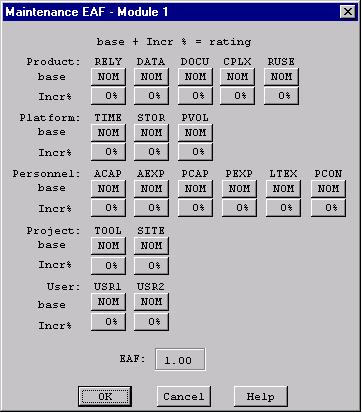 Maintenance EAF - Module 1
base + Incr % = rating
Product: RELY DATA DOCU CPLX RUSE
base NOM NOM NOM NOM NOM
Incr% 0% 0% 0% 0% 0%
Platform: TIME STOR PVOL
base NOM NOM NOM
Incr% 0% 0% 0%
Personnel: ACAP AEXP PCAP PEXP LTEX PCON
base NOM NOM NOM NOM NOM NOM
Incr% 0% 0% 0% 0% 0% 0%
Project: TOOL SITE
base NOM NOM
Incr% 0% 0%
User: USR1 USR2
base NOM NOM
Incr% 0% 0%
EAF: 1.00
OK Cancel Help